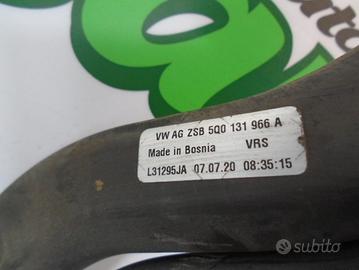 VW AG ZSB 5Q0 131 966 A
Made in Bosnia VRS
L31295JA 07.07.20 08:35:15
subito